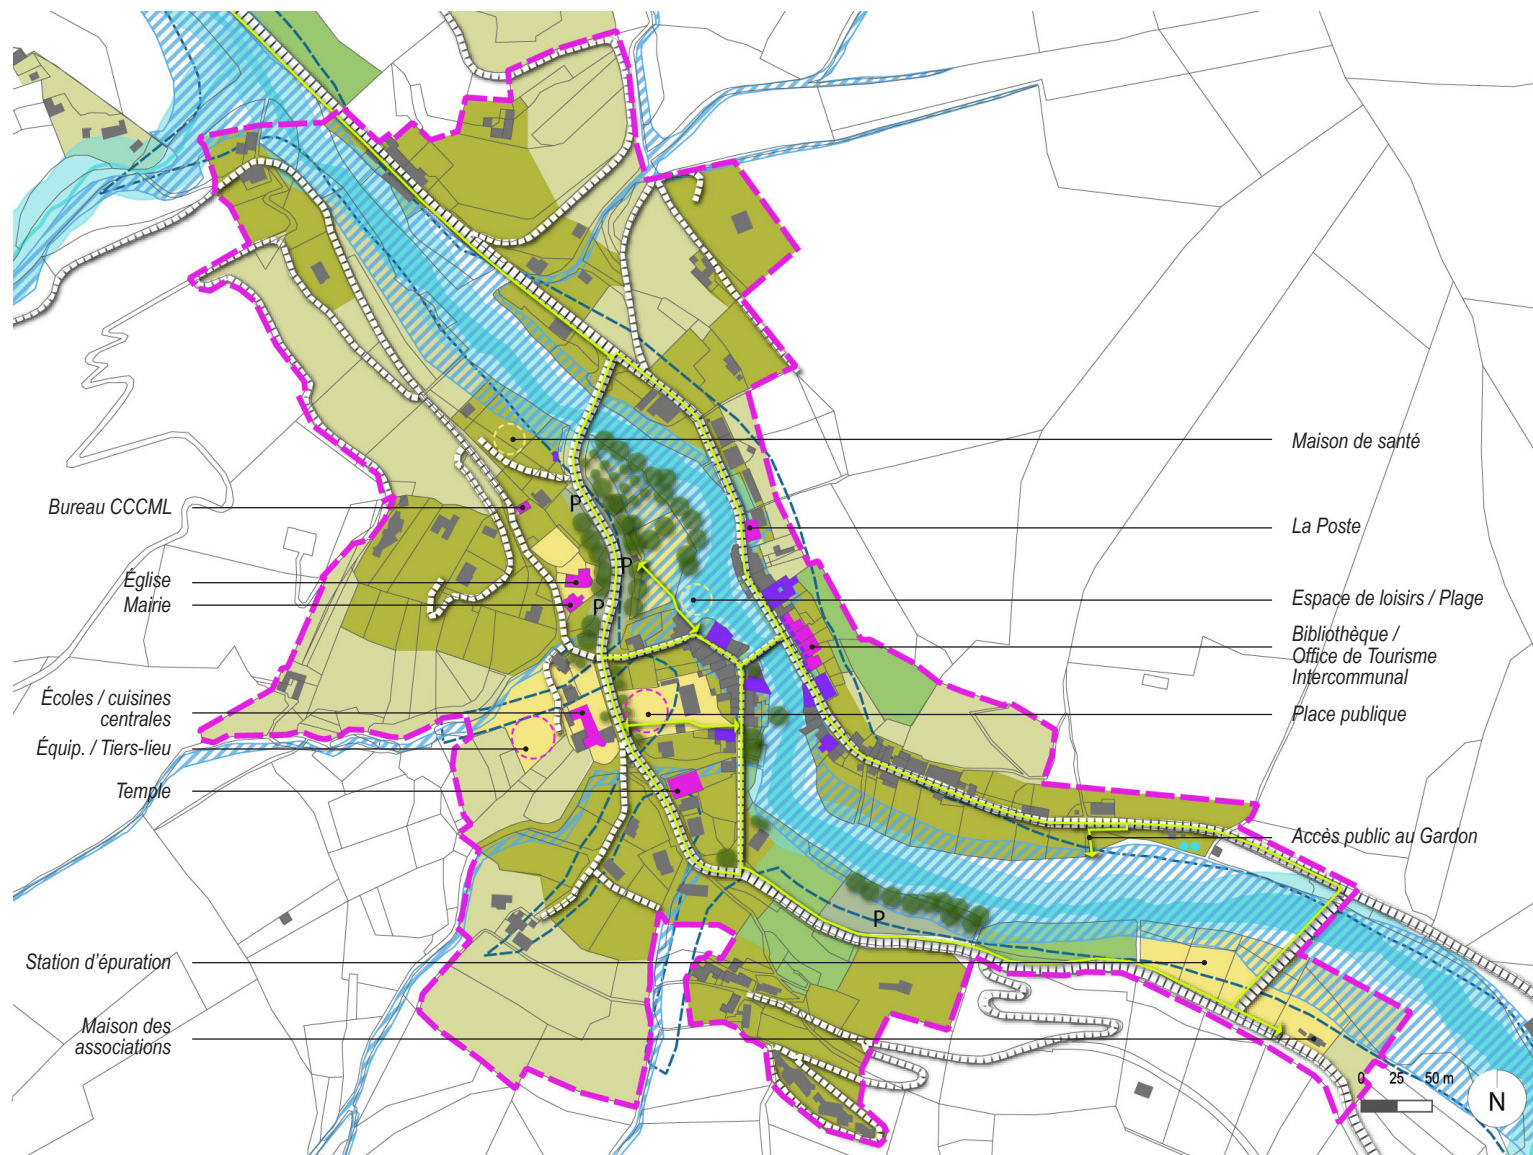 Maison de santé
Bureau CCCML
P
La Poste
P
Église
Mairie
P
Espace de loisirs / Plage
Bibliothèque /
Office de Tourisme
Intercommunal
Écoles / cuisines
centrales
Place publique
Équip. / Tiers-lieu
Temple
Accès public au Gardon
P
Station d'épuration
Maison des
associations
0 25 50 m
N